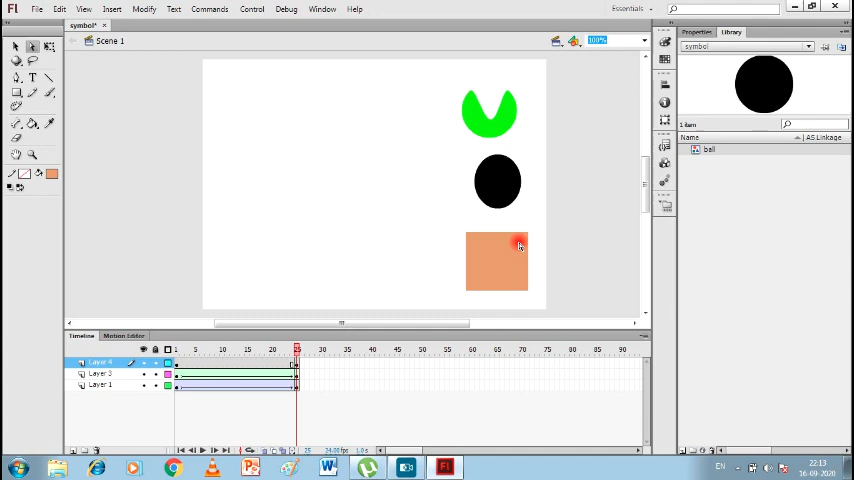 Fl File Edit View Insert Modify Text Commands Control Debug Window Help Essentials
symbol* ×
Scene 1 100%
Properties Library
symbol
1 item
Name AS Linkage
ball
Timeline Motion Editor
1 5 10 15 20 25 30 35 40 45 50 55 60 65 70 75 80 85 90
Layer 4
Layer 3
Layer 1
25 24.00 fps 1.0 s
EN 22:13
16-09-2020